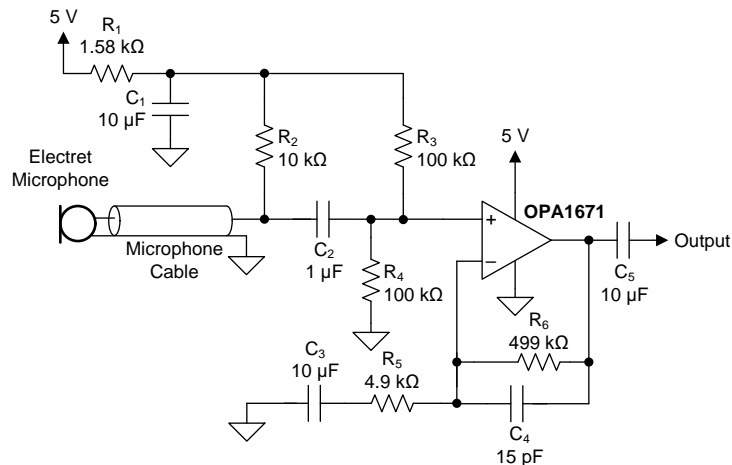 5 V
R1
1.58 kΩ
C1
10 µF
R2
10 kΩ
R3
100 kΩ
5 V
OPA1671
Electret
Microphone
Microphone
Cable
C2
1 µF
R4
100 kΩ
+
−
Output
C5
10 µF
R6
499 kΩ
C3
10 µF
R5
4.9 kΩ
C4
15 pF